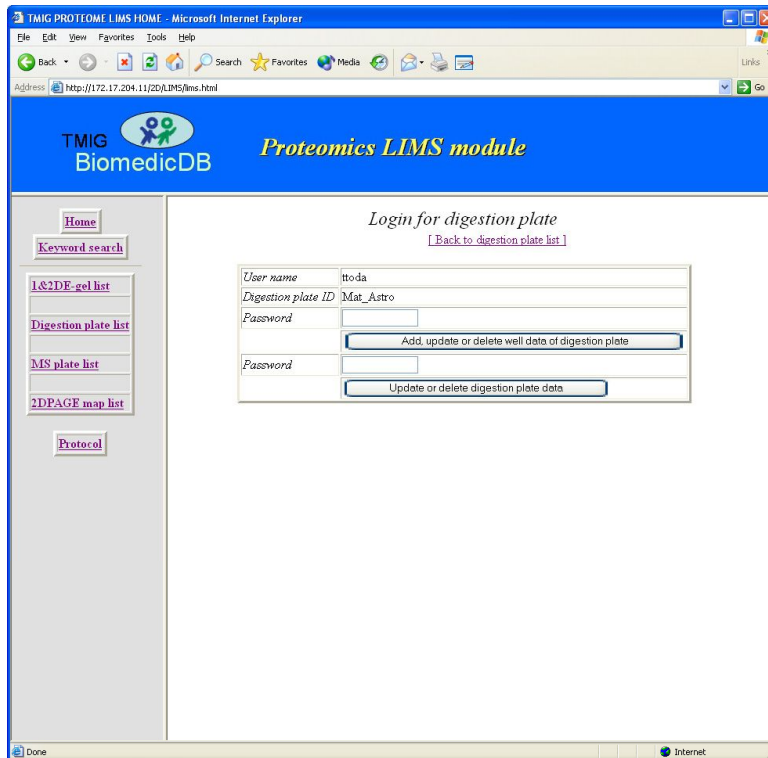 TMIG PROTEOME LIMS HOME - Microsoft Internet Explorer
File Edit View Favorites Tools Help
Back Search Favorites Media
Links
Address http://172.17.204.11/2D/LIMS/lims.html Go
TMIG
BiomedicDB
Proteomics LIMS module
Home
Keyword search
1&2DE-gel list
Digestion plate list
MS plate list
2DPAGE map list
Protocol
Login for digestion plate
[ Back to digestion plate list ]
User name ttoda
Digestion plate ID Mat_Astro
Password
Add, update or delete well data of digestion plate
Password
Update or delete digestion plate data
Done Internet